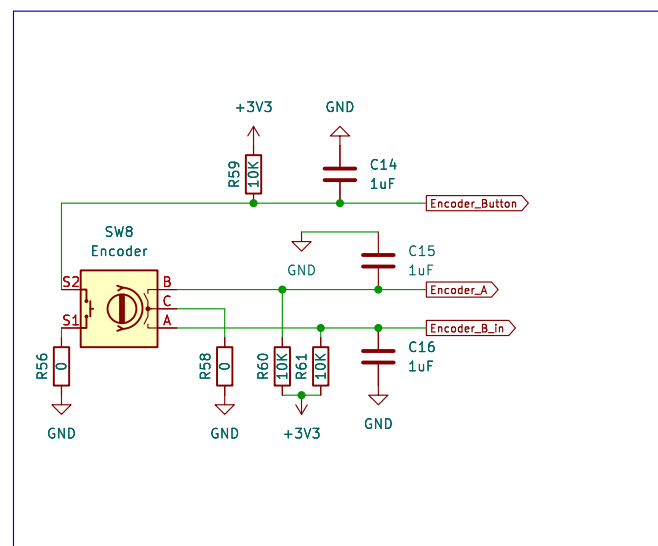 +3V3
GND
R59
10K
C14
1uF
Encoder_Button
SW8
Encoder
GND
C15
1uF
S2
B
Encoder_A
C
S1
A
Encoder_B_in
R56
0
R58
0
R60
10K
R61
10K
C16
1uF
GND
GND
+3V3
GND